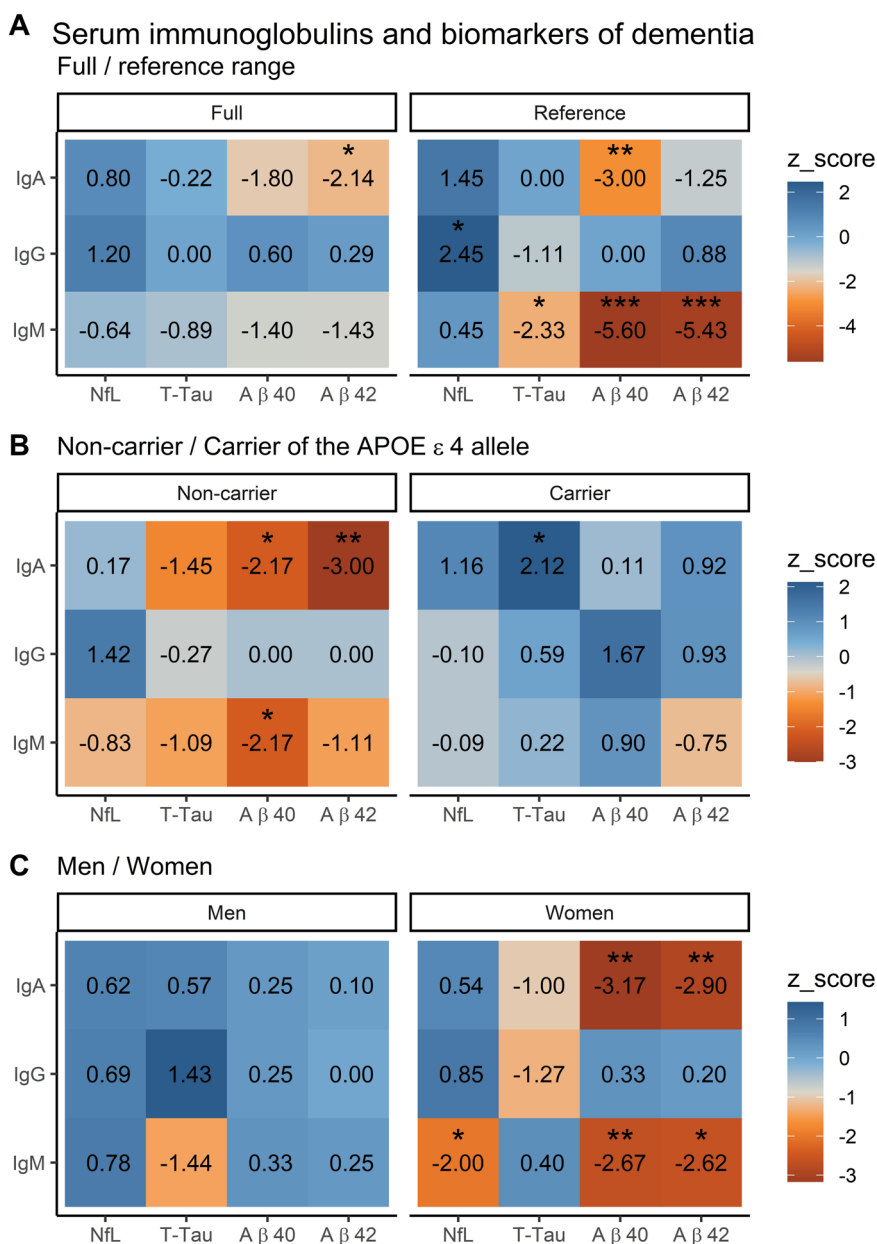 A Serum immunoglobulins and biomarkers of dementia
Full / reference range
Full
Reference
IgA 0.80 -0.22 -1.80 * -2.14 1.45 0.00 ** -3.00 -1.25
IgG 1.20 0.00 0.60 0.29 * 2.45 -1.11 0.00 0.88
IgM -0.64 -0.89 -1.40 -1.43 0.45 * -2.33 *** -5.60 *** -5.43
NfL T-Tau A β 40 A β 42 NfL T-Tau A β 40 A β 42
z_score
2
0
-2
-4
B Non-carrier / Carrier of the APOE ε 4 allele
Non-carrier
Carrier
IgA 0.17 -1.45 * -2.17 ** -3.00 1.16 * 2.12 0.11 0.92
IgG 1.42 -0.27 0.00 0.00 -0.10 0.59 1.67 0.93
IgM -0.83 -1.09 * -2.17 -1.11 -0.09 0.22 0.90 -0.75
NfL T-Tau A β 40 A β 42 NfL T-Tau A β 40 A β 42
z_score
2
1
0
-1
-2
-3
C Men / Women
Men
Women
IgA 0.62 0.57 0.25 0.10 0.54 -1.00 ** -3.17 ** -2.90
IgG 0.69 1.43 0.25 0.00 0.85 -1.27 0.33 0.20
IgM 0.78 -1.44 0.33 0.25 * -2.00 0.40 ** -2.67 * -2.62
NfL T-Tau A β 40 A β 42 NfL T-Tau A β 40 A β 42
z_score
1
0
-1
-2
-3